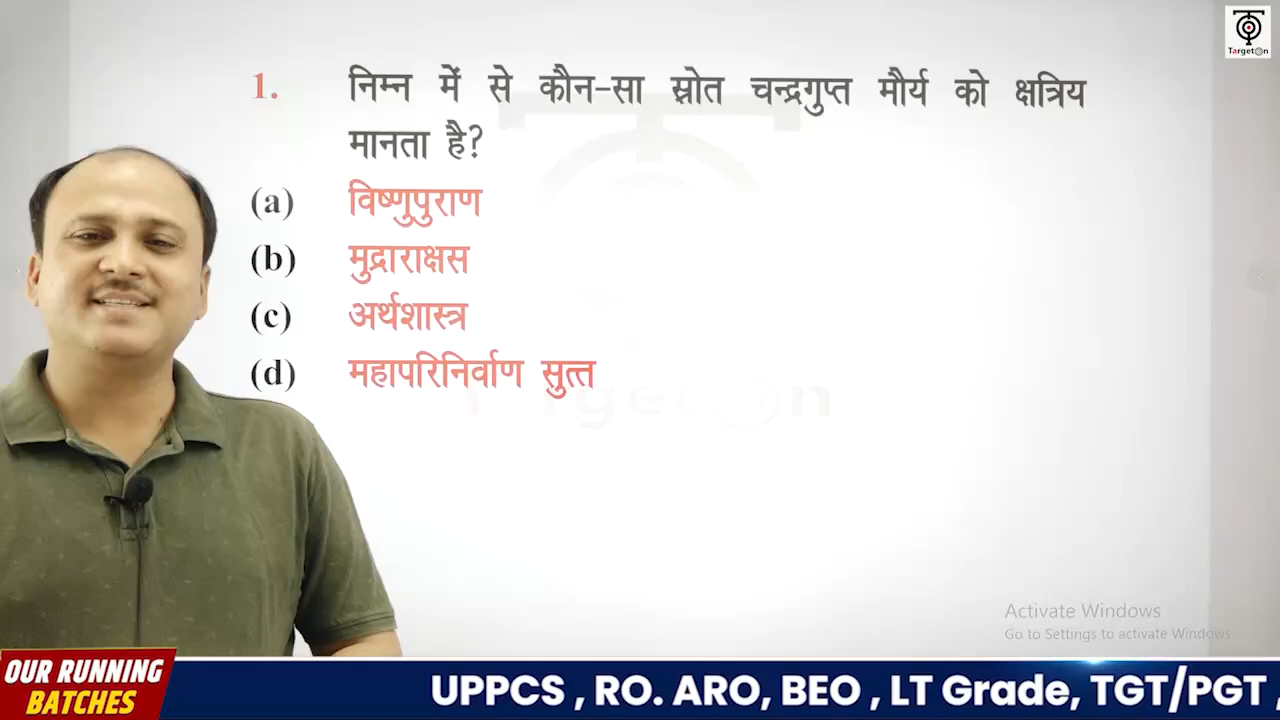 Target
1. निम्न में से कौन-सा स्रोत चन्द्रगुप्त मौर्य को क्षत्रिय
मानता है?
(a) विष्णुपुराण
(b) मुद्राराक्षस
(c) अर्थशास्त्र
(d) महापरिनिर्वाण सुत्त
Activate Windows
Go to Settings to activate Windows
OUR RUNNING
BATCHES
UPPCS , RO. ARO, BEO , LT Grade, TGT/PGT ,